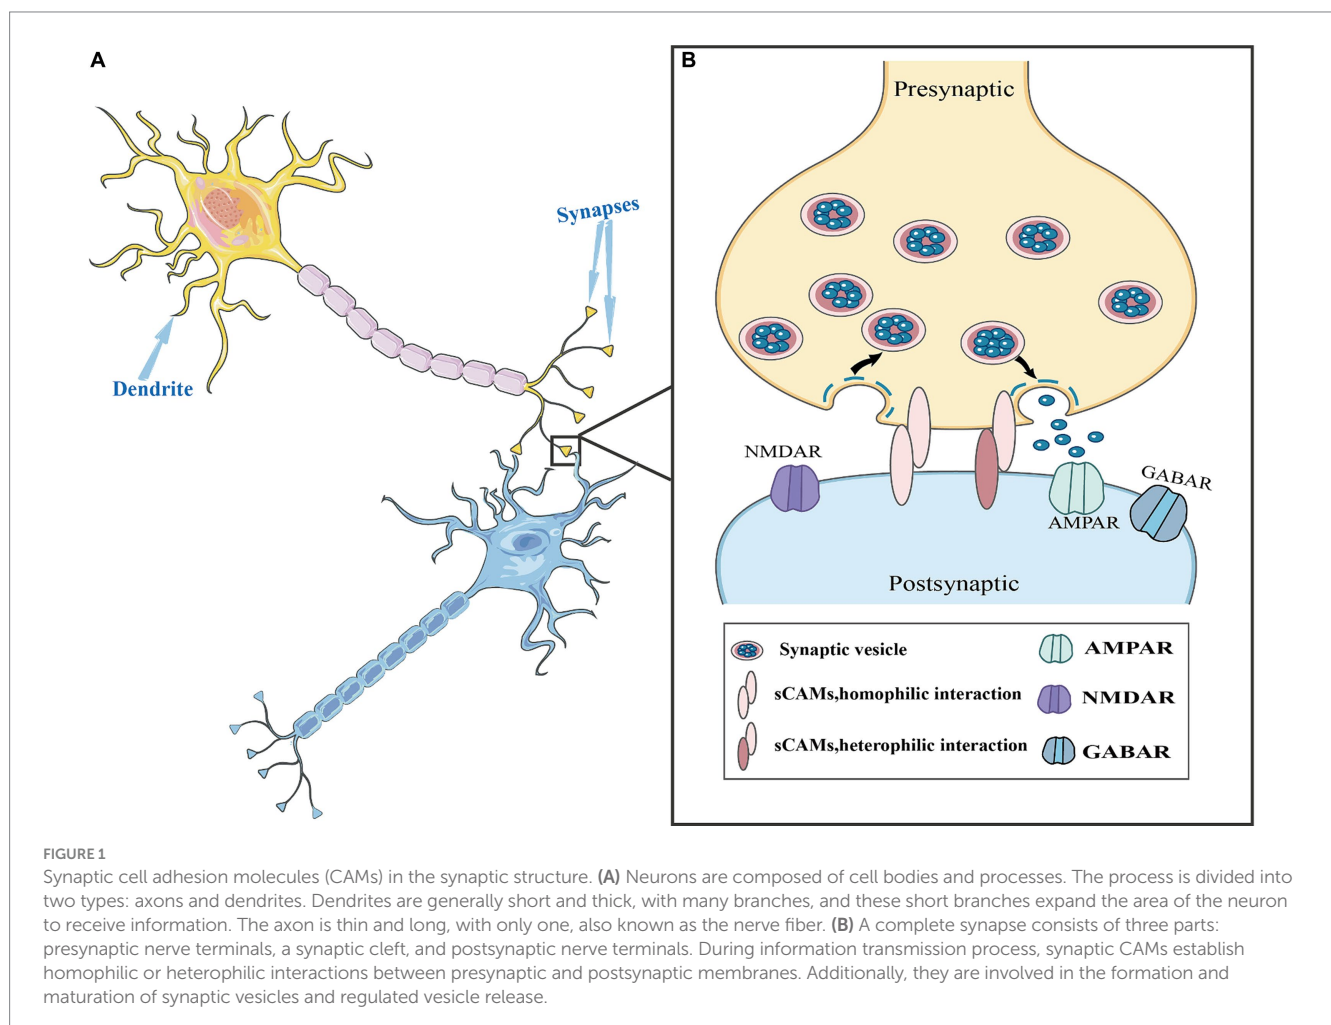 A
B
Presynaptic
Synapses
Dendrite
NMDAR
GABAR
AMPAR
Postsynaptic
Synaptic vesicle
AMPAR
sCAMs,homophilic interaction
NMDAR
sCAMs,heterophilic interaction
GABAR
FIGURE 1
Synaptic cell adhesion molecules (CAMs) in the synaptic structure. (A) Neurons are composed of cell bodies and processes. The process is divided into
two types: axons and dendrites. Dendrites are generally short and thick, with many branches, and these short branches expand the area of the neuron
to receive information. The axon is thin and long, with only one, also known as the nerve fiber. (B) A complete synapse consists of three parts:
presynaptic nerve terminals, a synaptic cleft, and postsynaptic nerve terminals. During information transmission process, synaptic CAMs establish
homophilic or heterophilic interactions between presynaptic and postsynaptic membranes. Additionally, they are involved in the formation and
maturation of synaptic vesicles and regulated vesicle release.